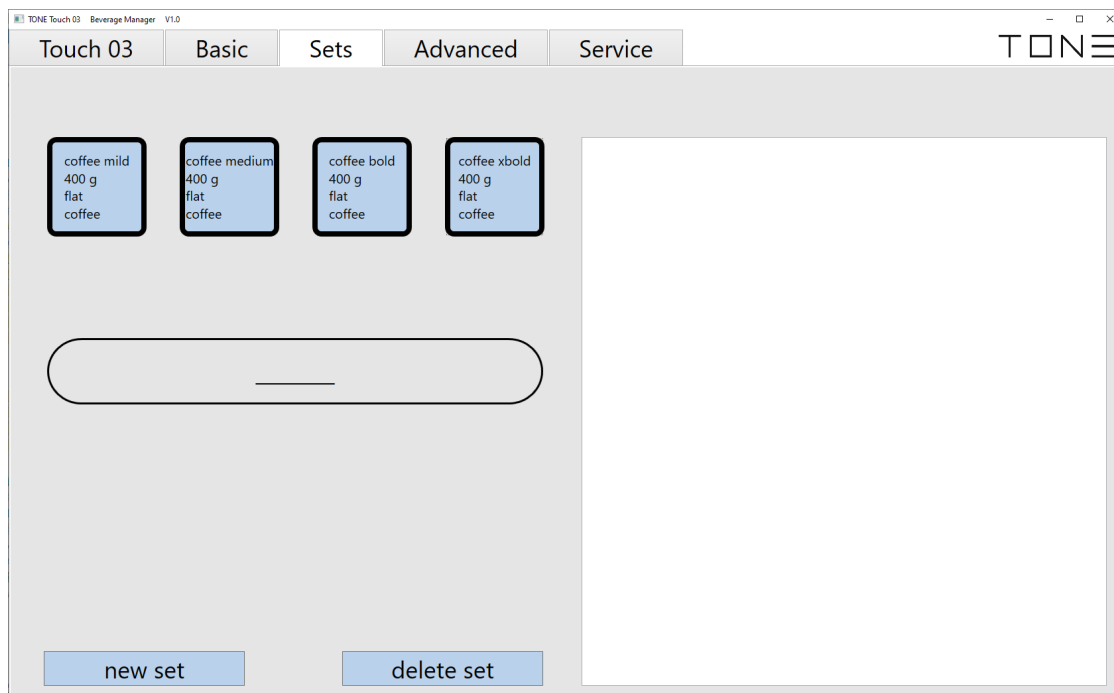 TONE Touch 03 Beverage Manager V1.0
Touch 03 Basic Sets Advanced Service TONE
coffee mild
400 g
flat
coffee
coffee medium
400 g
flat
coffee
coffee bold
400 g
flat
coffee
coffee xbold
400 g
flat
coffee
new set delete set